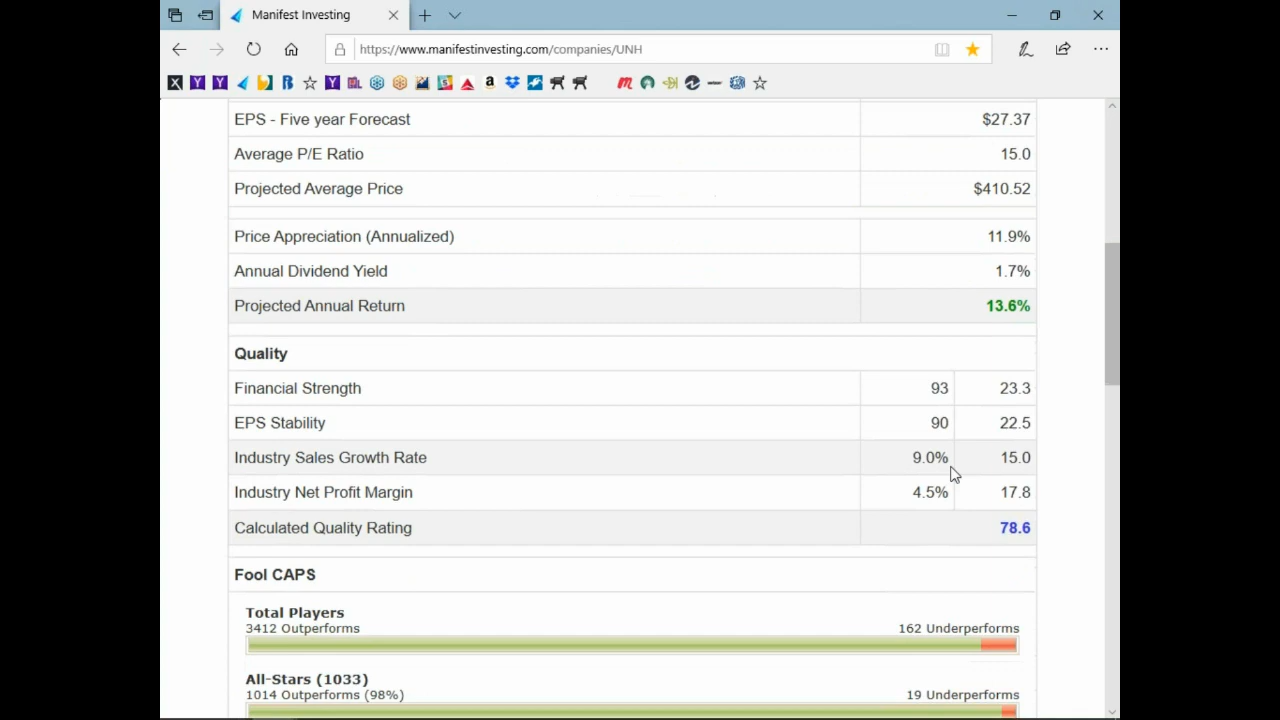 Manifest Investing
https://www.manifestinvesting.com/companies/UNH
EPS - Five year Forecast $27.37
Average P/E Ratio 15.0
Projected Average Price $410.52
Price Appreciation (Annualized) 11.9%
Annual Dividend Yield 1.7%
Projected Annual Return 13.6%
Quality
Financial Strength 93 23.3
EPS Stability 90 22.5
Industry Sales Growth Rate 9.0% 15.0
Industry Net Profit Margin 4.5% 17.8
Calculated Quality Rating 78.6
Fool CAPS
Total Players
3412 Outperforms 162 Underperforms
All-Stars (1033)
1014 Outperforms (98%) 19 Underperforms